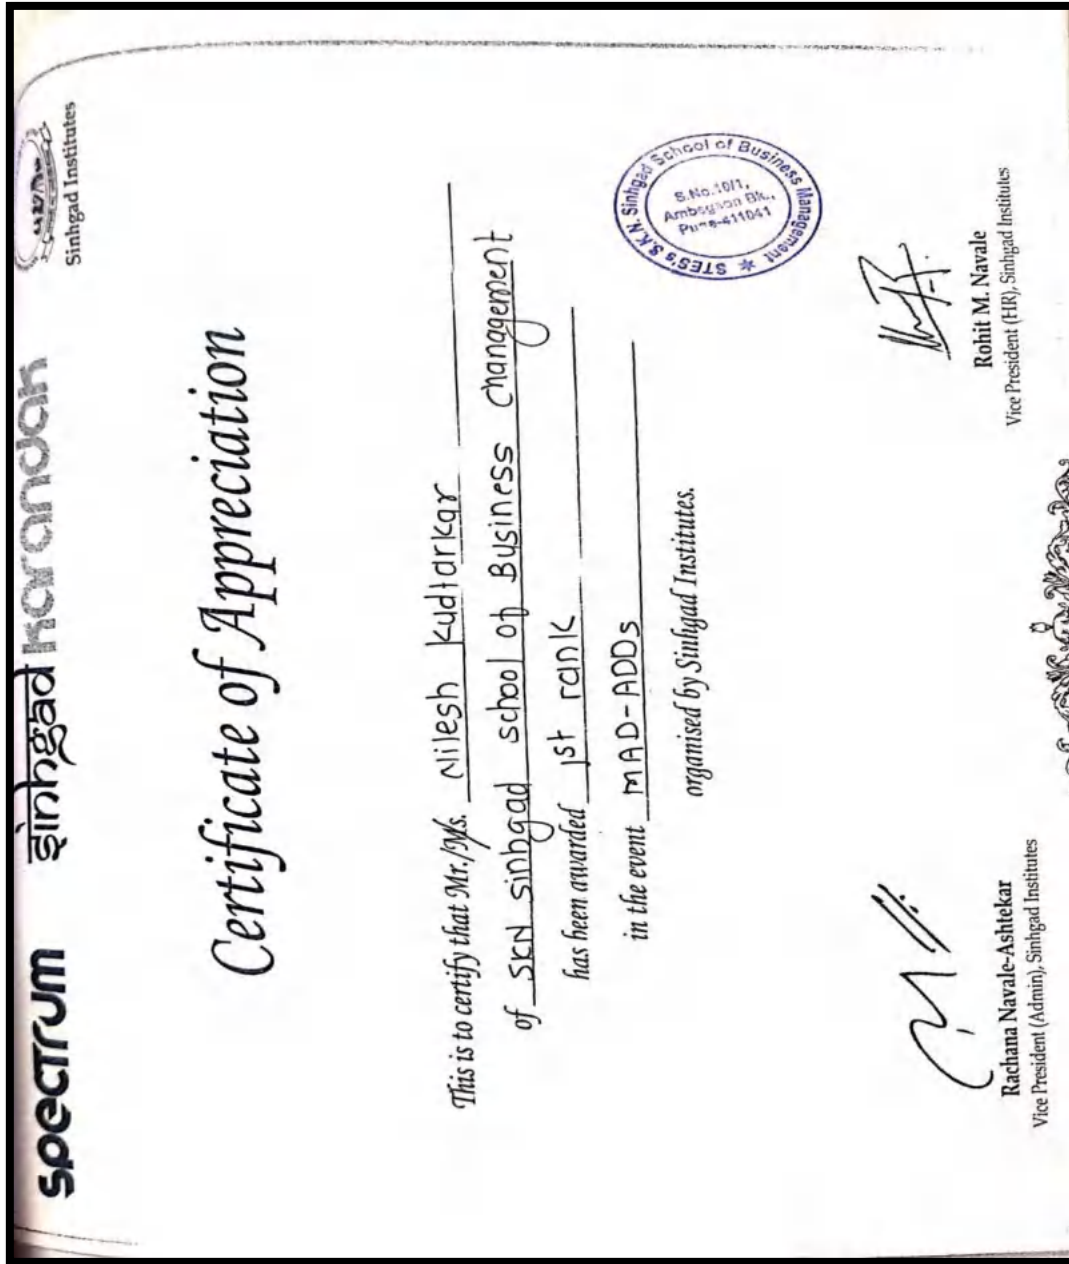 spectrum sinhgad karandak
Sinhgad Institutes
Certificate of Appreciation
This is to certify that Mr./Ms. Nilesh Kudtarkar
of SKN sinhgad school of Business Management
has been awarded 1st rank
in the event MAD-ADDs
organised by Sinhgad Institutes.
STES's S.K.N. Sinhgad School of Business Management
S.No.10/1,
Ambegaon Bk.,
Pune-411041
Rachana Navale-Ashtekar
Vice President (Admin), Sinhgad Institutes
Rohit M. Navale
Vice President (HR), Sinhgad Institutes